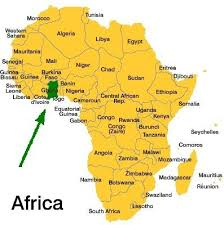 Tunisia
Morocco
Algeria
Libya
Egypt
Western
Sahara
Mauritania
Mali
Niger
Chad
Sudan
Eritrea
Djibouti
Senegal
Guinea
Bissau
Guinea
Burkina
Faso
Benin
Nigeria
Sierra
Leone
Liberia
Cote
d'Ivoire
Togo
Cameroon
Central African Rep.
Ethiopia
Somalia
Equatorial
Guinea
Gabon
Congo
Congo
(Zaire)
Uganda
Rwanda
Kenya
Burundi
Tanzania
Angola
Zambia
Malawi
Mozambique
Comoros
Zimbabwe
Namibia
Botswana
Madagascar
Mauritius
Réunion
Swaziland
Lesotho
South Africa
Africa